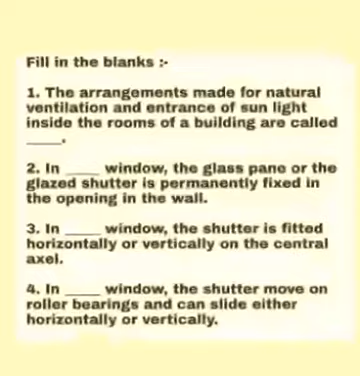 Fill in the blanks :-
1. The arrangements made for natural
ventilation and entrance of sun light
inside the rooms of a building are called
____.
2. In ____ window, the glass pane or the
glazed shutter is permanently fixed in
the opening in the wall.
3. In ____ window, the shutter is fitted
horizontally or vertically on the central
axel.
4. In ____ window, the shutter move on
roller bearings and can slide either
horizontally or vertically.